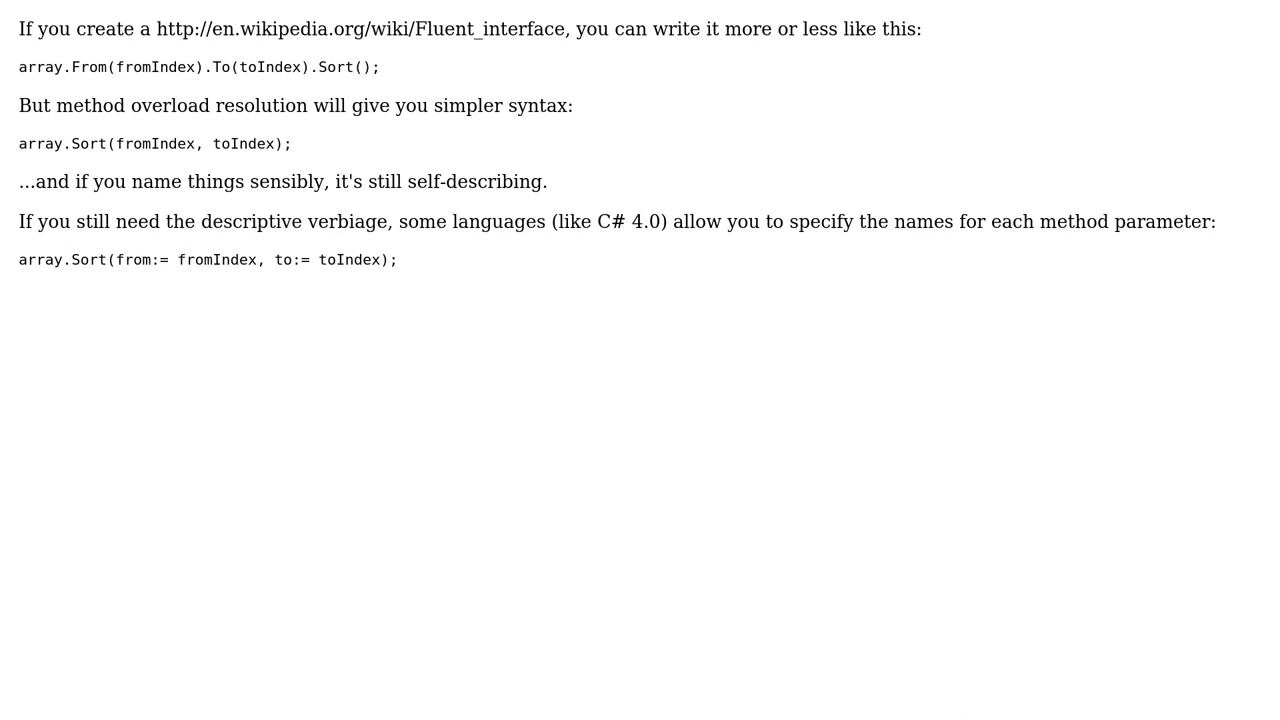 If you create a http://en.wikipedia.org/wiki/Fluent_interface, you can write it more or less like this:
array.From(fromIndex).To(toIndex).Sort();
But method overload resolution will give you simpler syntax:
array.Sort(fromIndex, toIndex);
...and if you name things sensibly, it's still self-describing.
If you still need the descriptive verbiage, some languages (like C# 4.0) allow you to specify the names for each method parameter:
array.Sort(from:= fromIndex, to:= toIndex);